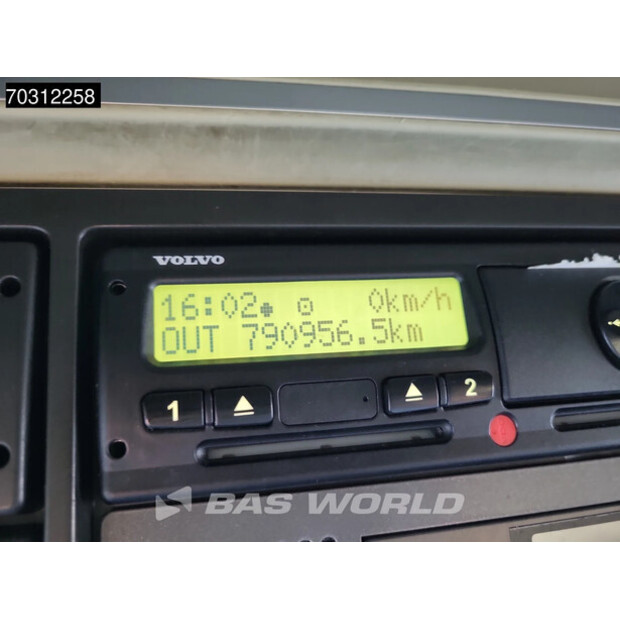 70312258
VOLVO
16:02 0km/h
OUT 790956.5km
1 2
BAS WORLD